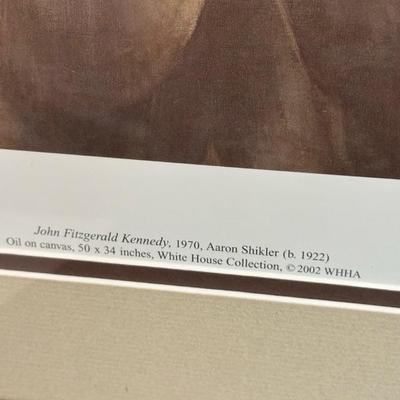 John Fitzgerald Kennedy, 1970, Aaron Shikler (b. 1922)
Oil on canvas, 50 x 34 inches, White House Collection, ©2002 WHHA